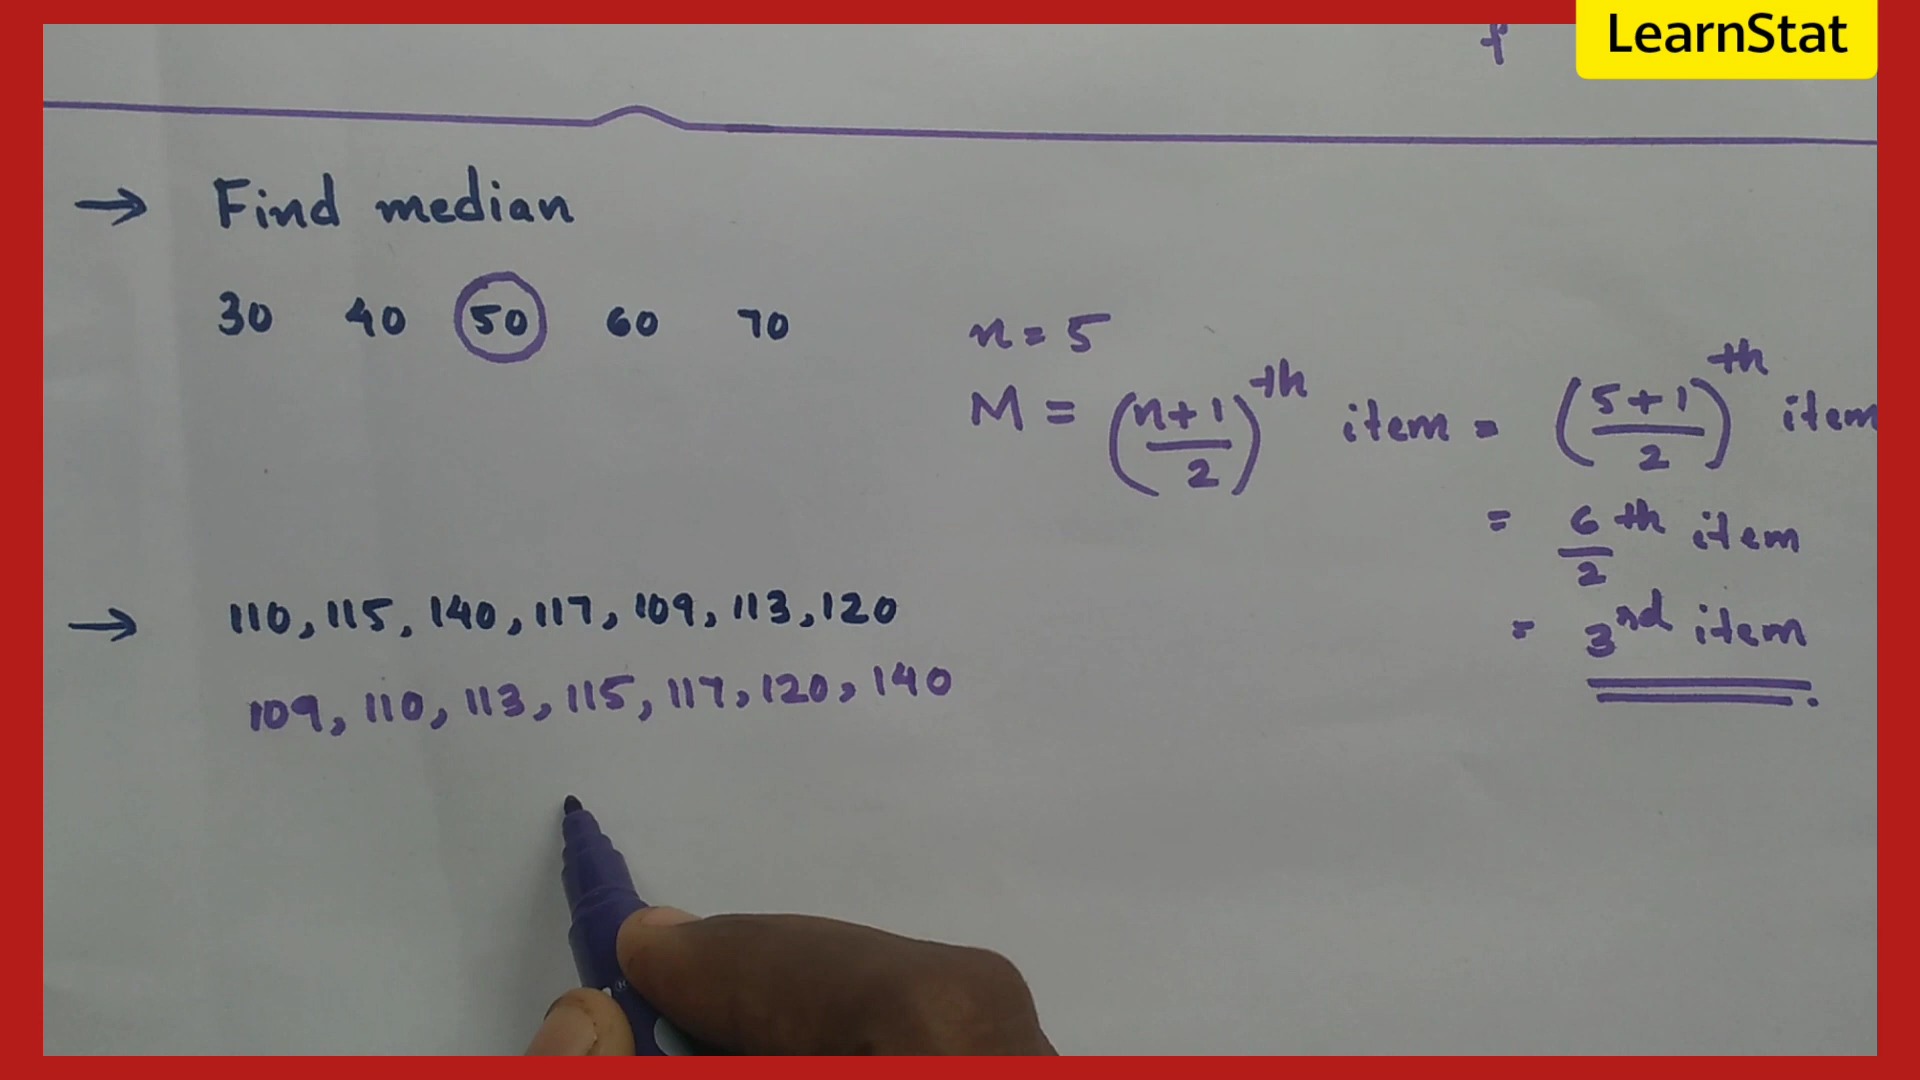 LearnStat
f
→ Find median
30 40 50 60 70
n = 5
M = (n+1/2)th item = (5+1/2)th item
= 6/2 th item
= 3rd item
→ 110, 115, 140, 117, 109, 113, 120
109, 110, 113, 115, 117, 120, 140